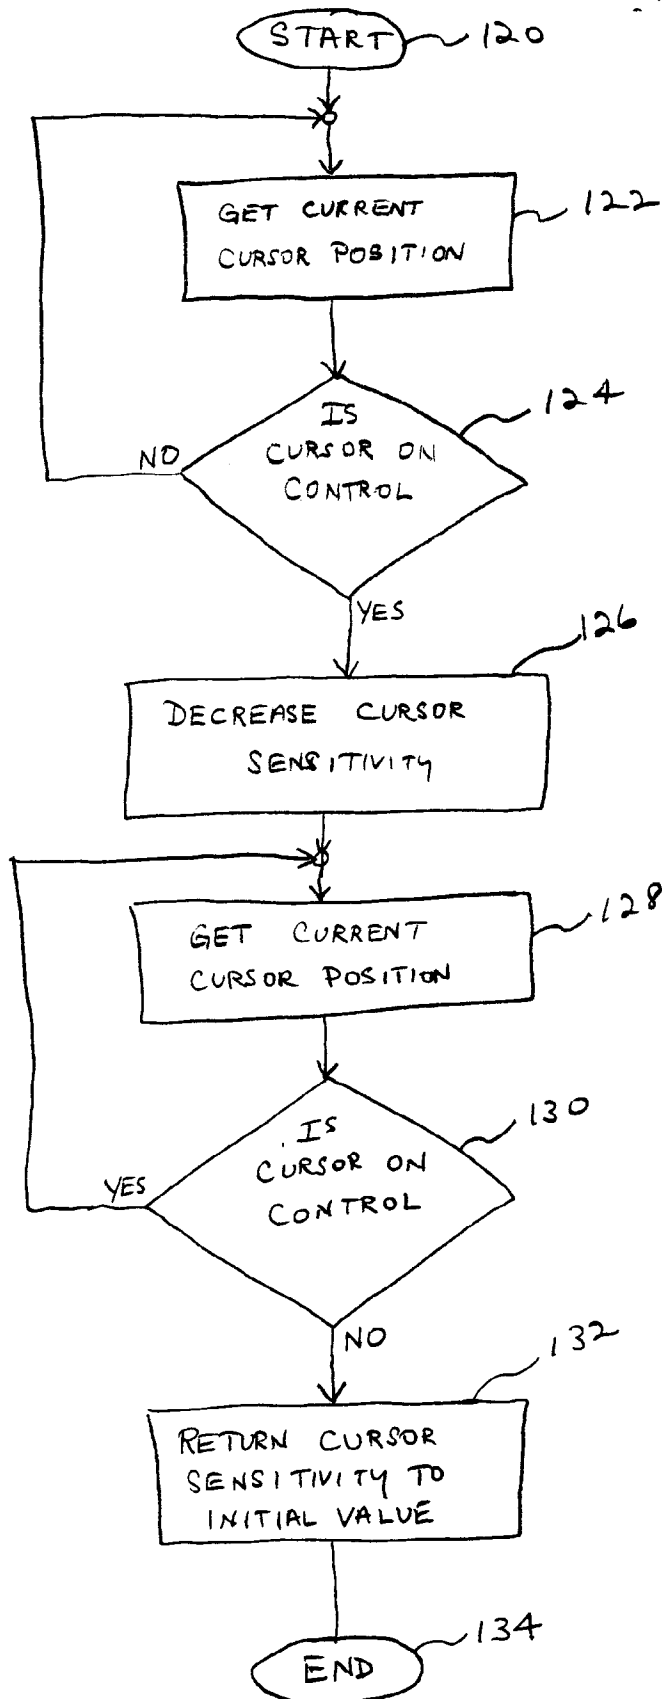 START 120
GET CURRENT
CURSOR POSITION
122
IS
CURSOR ON
CONTROL
124
NO
YES
126
DECREASE CURSOR
SENSITIVITY
GET CURRENT
CURSOR POSITION
128
IS
CURSOR ON
CONTROL
130
YES
NO
132
RETURN CURSOR
SENSITIVITY TO
INITIAL VALUE
134
END